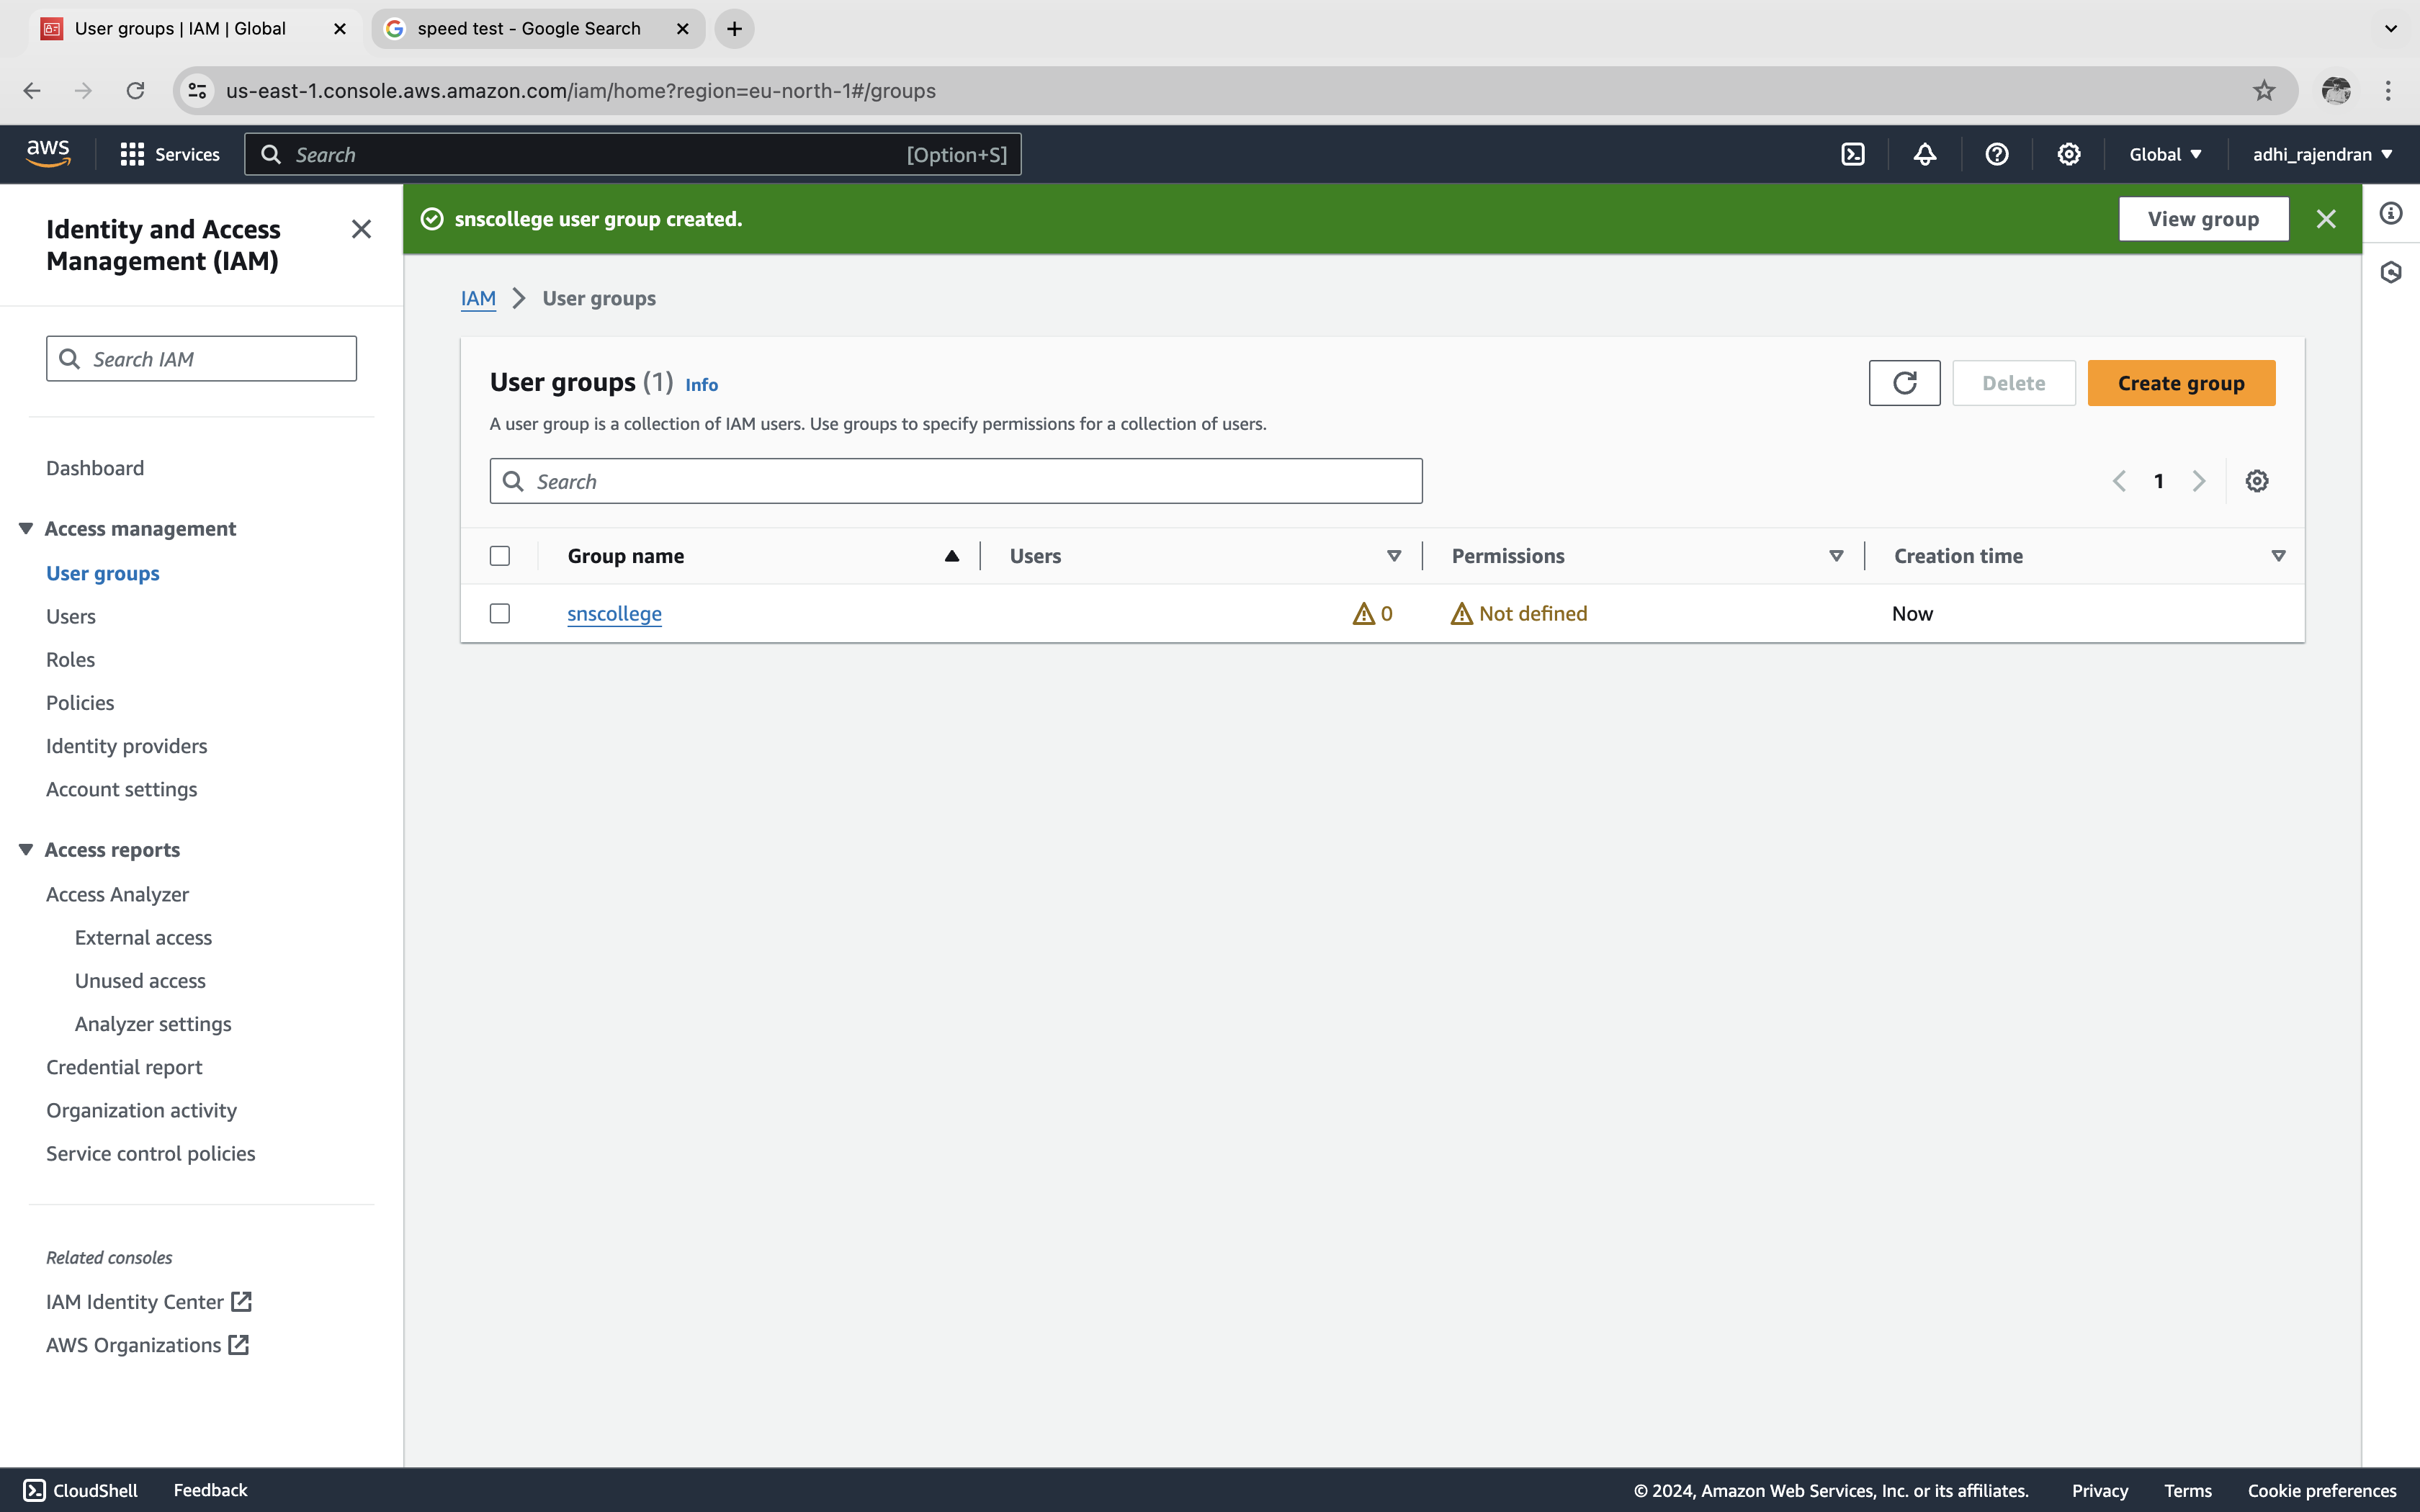 User groups | IAM | Global
speed test - Google Search
us-east-1.console.aws.amazon.com/iam/home?region=eu-north-1#/groups
aws
Services
Search
[Option+S]
Global
adhi_rajendran
Identity and Access
Management (IAM)
Search IAM
Dashboard
Access management
User groups
Users
Roles
Policies
Identity providers
Account settings
Access reports
Access Analyzer
External access
Unused access
Analyzer settings
Credential report
Organization activity
Service control policies
Related consoles
IAM Identity Center
AWS Organizations
snscollege user group created.
View group
IAM > User groups
User groups (1) Info
Delete
Create group
A user group is a collection of IAM users. Use groups to specify permissions for a collection of users.
Search
1
Group name Users Permissions Creation time
snscollege 0 Not defined Now
CloudShell Feedback © 2024, Amazon Web Services, Inc. or its affiliates. Privacy Terms Cookie preferences